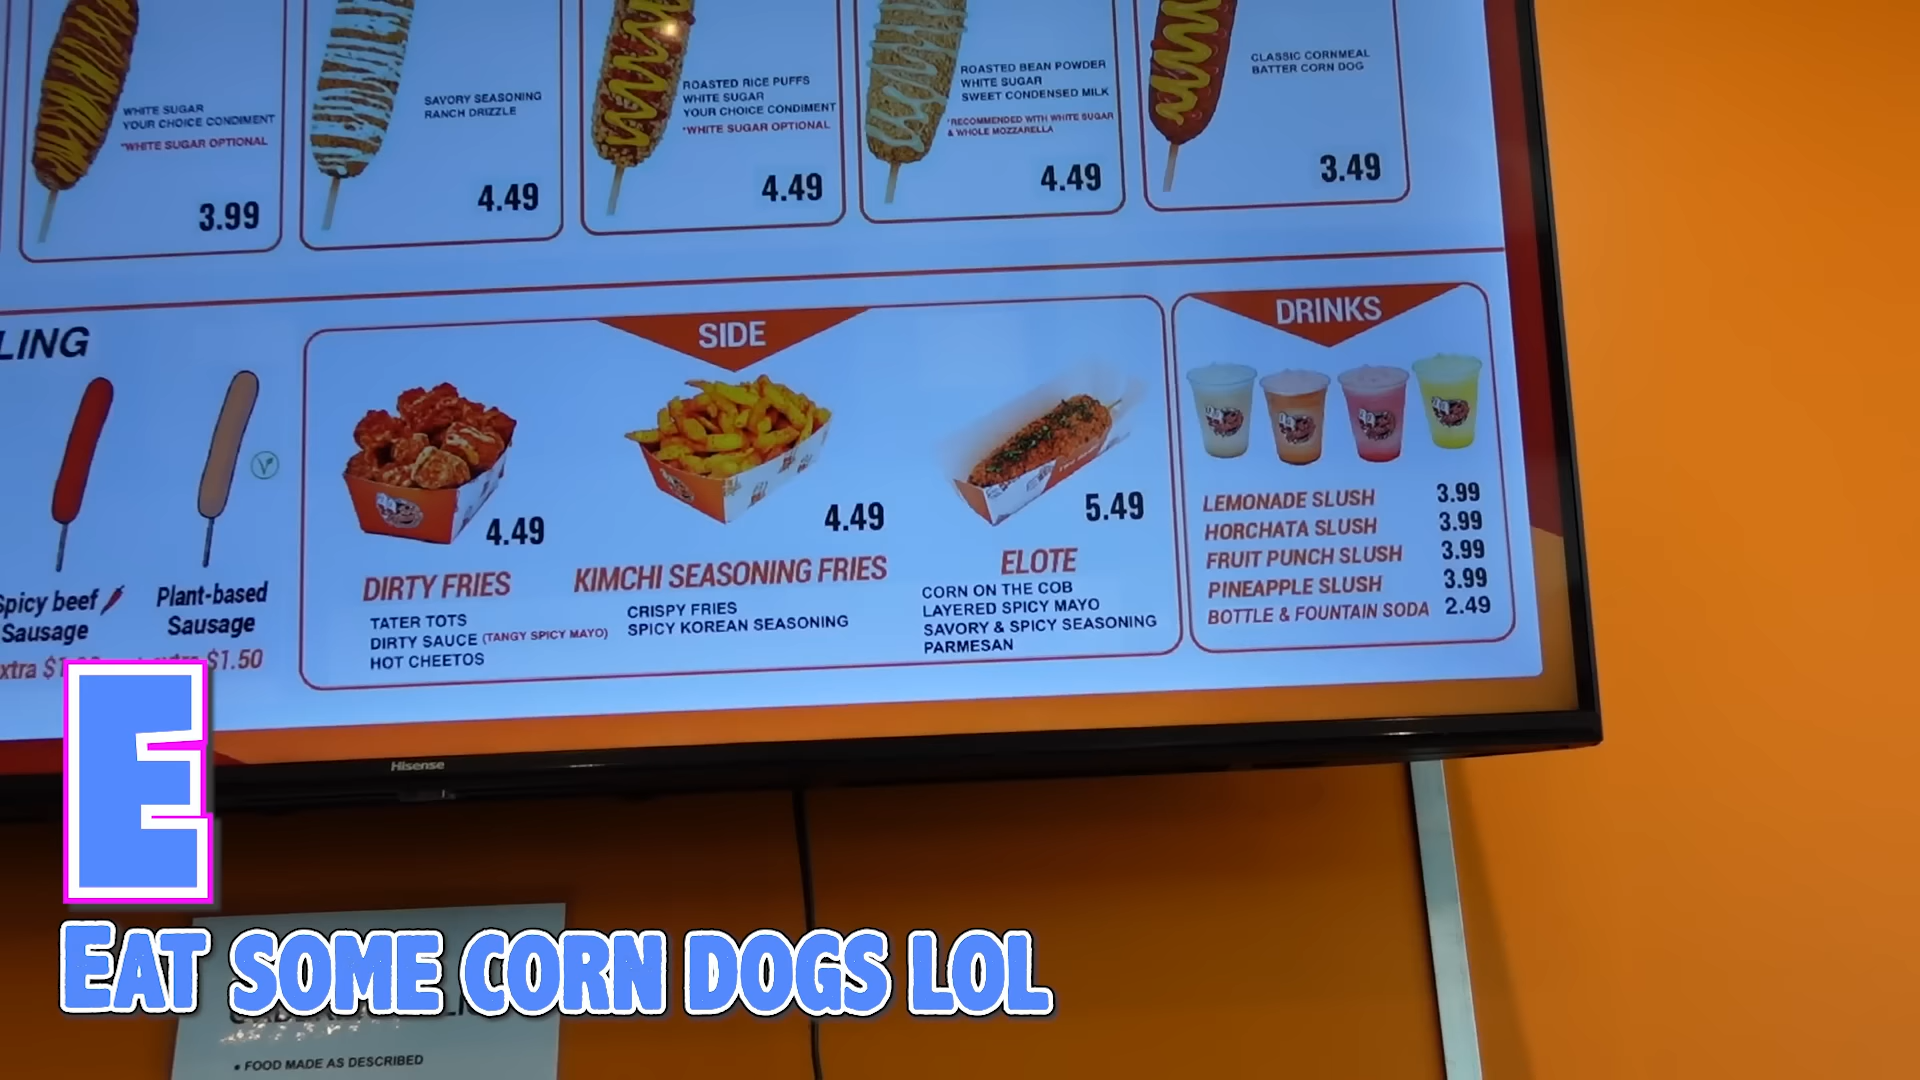 WHITE SUGAR
YOUR CHOICE CONDIMENT
*WHITE SUGAR OPTIONAL
3.99
SAVORY SEASONING
RANCH DRIZZLE
4.49
ROASTED RICE PUFFS
WHITE SUGAR
YOUR CHOICE CONDIMENT
*WHITE SUGAR OPTIONAL
4.49
ROASTED BEAN POWDER
WHITE SUGAR
SWEET CONDENSED MILK
*RECOMMENDED WITH WHITE SUGAR
& WHOLE MOZZARELLA
4.49
CLASSIC CORNMEAL
BATTER CORN DOG
3.49
LING
Spicy beef
Sausage
Plant-based
Sausage
$1.50
SIDE
4.49
DIRTY FRIES
TATER TOTS
DIRTY SAUCE (TANGY SPICY MAYO)
HOT CHEETOS
4.49
KIMCHI SEASONING FRIES
CRISPY FRIES
SPICY KOREAN SEASONING
5.49
ELOTE
CORN ON THE COB
LAYERED SPICY MAYO
SAVORY & SPICY SEASONING
PARMESAN
DRINKS
LEMONADE SLUSH 3.99
HORCHATA SLUSH 3.99
FRUIT PUNCH SLUSH 3.99
PINEAPPLE SLUSH 3.99
BOTTLE & FOUNTAIN SODA 2.49
Hisense
E
EAT SOME CORN DOGS LOL
• FOOD MADE AS DESCRIBED